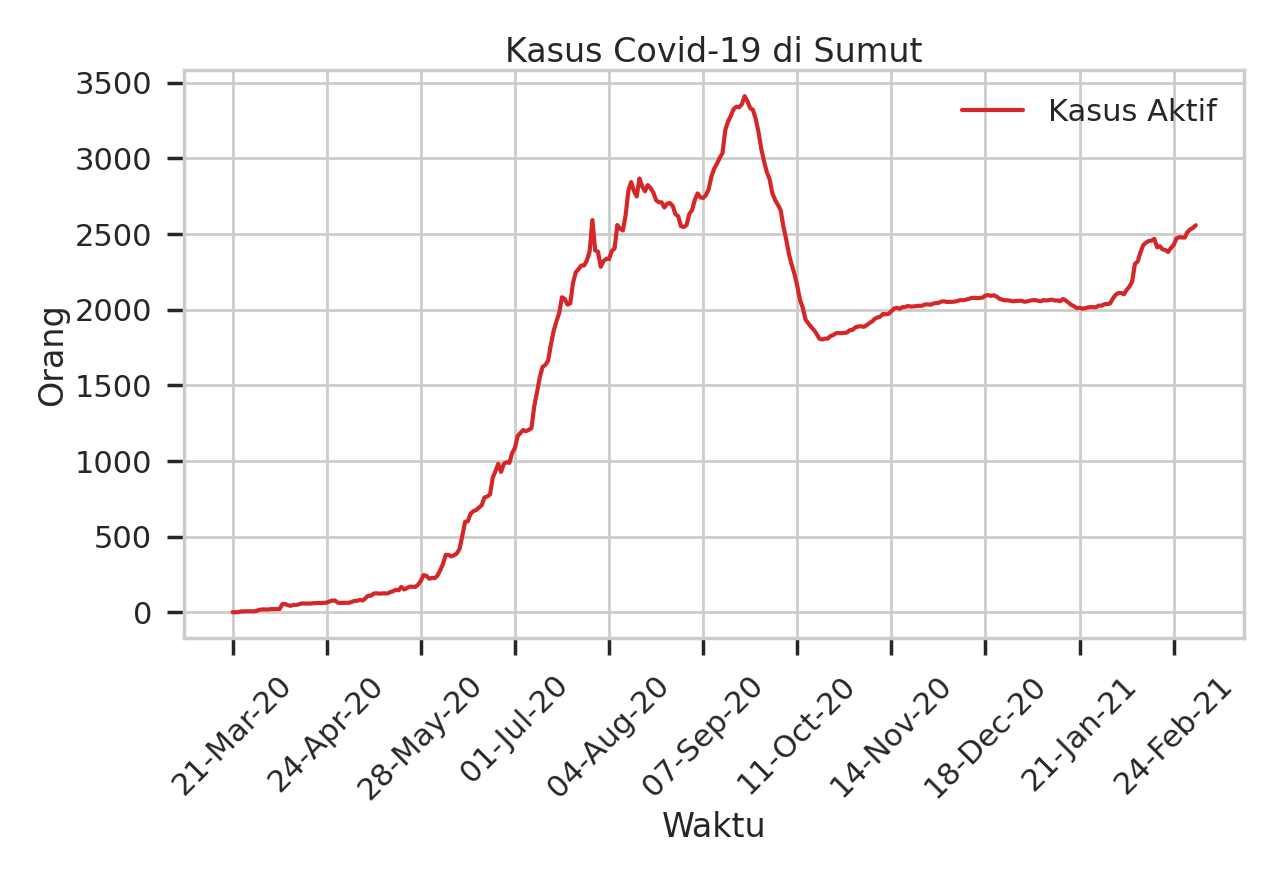 Kasus Covid-19 di Sumut
Kasus Aktif
Orang
3500
3000
2500
2000
1500
1000
500
0
21-Mar-20
24-Apr-20
28-May-20
01-Jul-20
04-Aug-20
07-Sep-20
11-Oct-20
14-Nov-20
18-Dec-20
21-Jan-21
24-Feb-21
Waktu